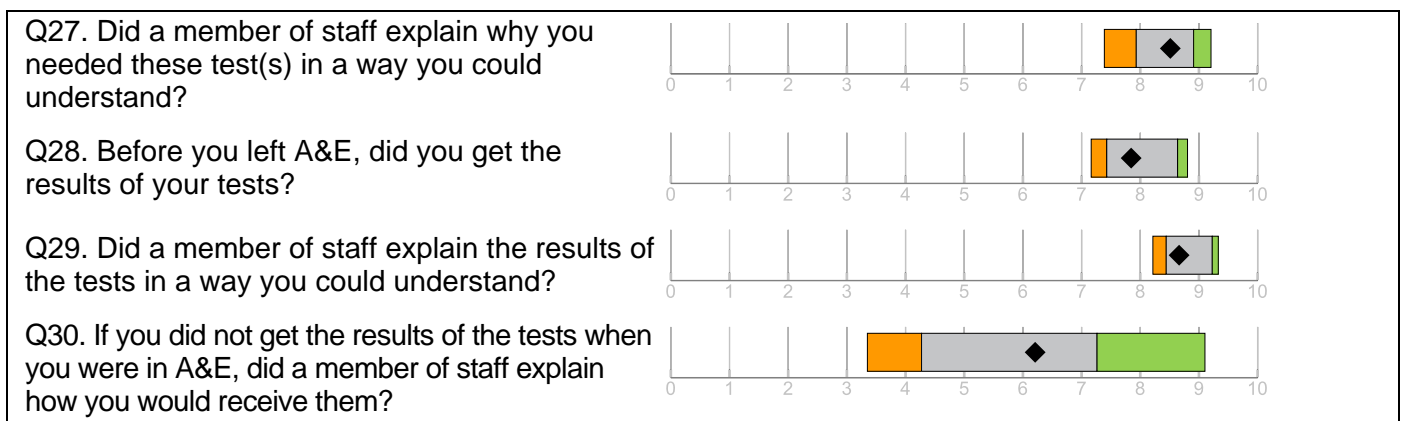 Q27. Did a member of staff explain why you
needed these test(s) in a way you could
understand?
0 1 2 3 4 5 6 7 8 9 10
Q28. Before you left A&E, did you get the
results of your tests?
0 1 2 3 4 5 6 7 8 9 10
Q29. Did a member of staff explain the results of
the tests in a way you could understand?
0 1 2 3 4 5 6 7 8 9 10
Q30. If you did not get the results of the tests when
you were in A&E, did a member of staff explain
how you would receive them?
0 1 2 3 4 5 6 7 8 9 10